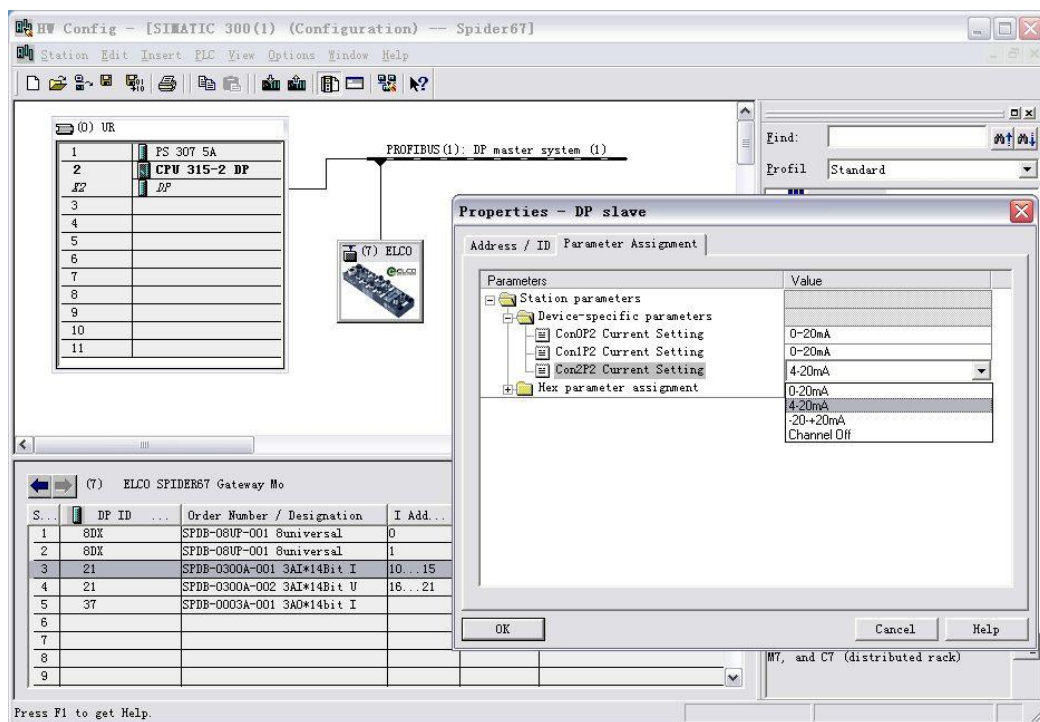 HW Config - [SIMATIC 300(1) (Configuration) -- Spider67]
Station Edit Insert PLC View Options Window Help
(0) UR
1 PS 307 5A
2 CPU 315-2 DP
X2 DP
3
4
5
6
7
8
9
10
11
PROFIBUS(1): DP master system (1)
(7) ELCO
ELCO
Find:
Profil Standard
Properties - DP slave
Address / ID Parameter Assignment
Parameters Value
Station parameters
Device-specific parameters
Con0P2 Current Setting 0-20mA
Con1P2 Current Setting 0-20mA
Con2P2 Current Setting 4-20mA
Hex parameter assignment
0-20mA
4-20mA
-20-+20mA
Channel Off
OK Cancel Help
(7) ELCO SPIDER67 Gateway Mo
S... DP ID ... Order Number / Designation I Add...
1 8DX SPDB-08UP-001 8universal 0
2 8DX SPDB-08UP-001 8universal 1
3 21 SPDB-0300A-001 3AI*14Bit I 10...15
4 21 SPDB-0300A-002 3AI*14Bit U 16...21
5 37 SPDB-0003A-001 3AO*14bit I
6
7
8
9
M7, and C7 (distributed rack)
Press F1 to get Help.